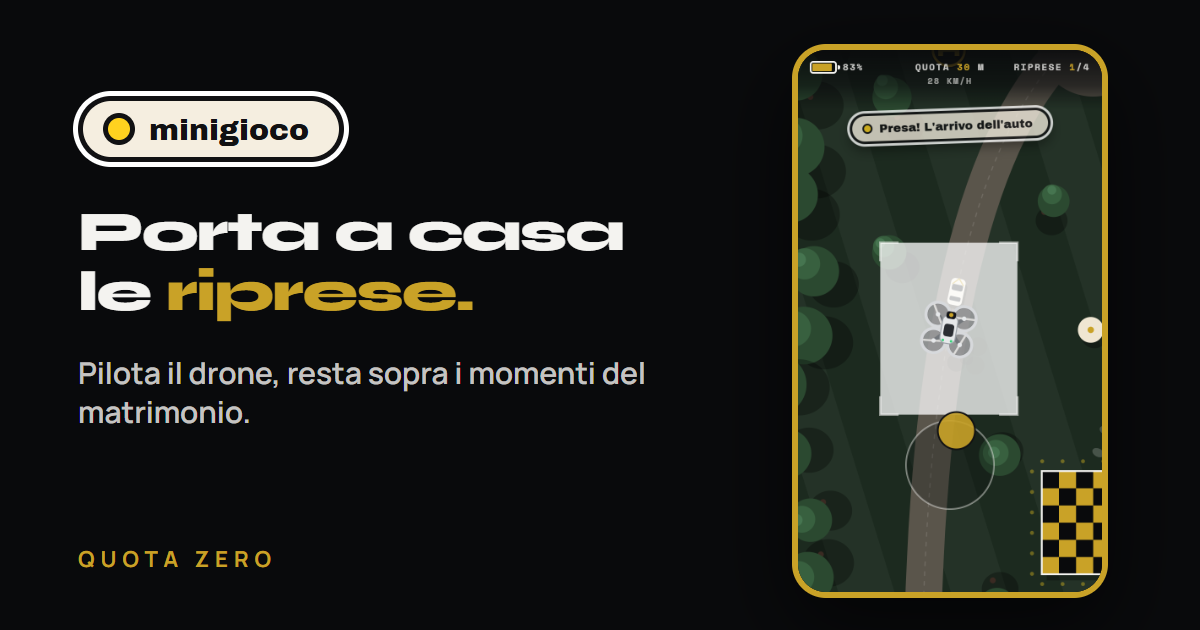 minigioco
Porta a casa
le riprese.
Pilota il drone, resta sopra i momenti del
matrimonio.
QUOTA ZERO
83% QUOTA 30 M RIPRESE 1/4
28 KM/H
Presa! L'arrivo dell'auto